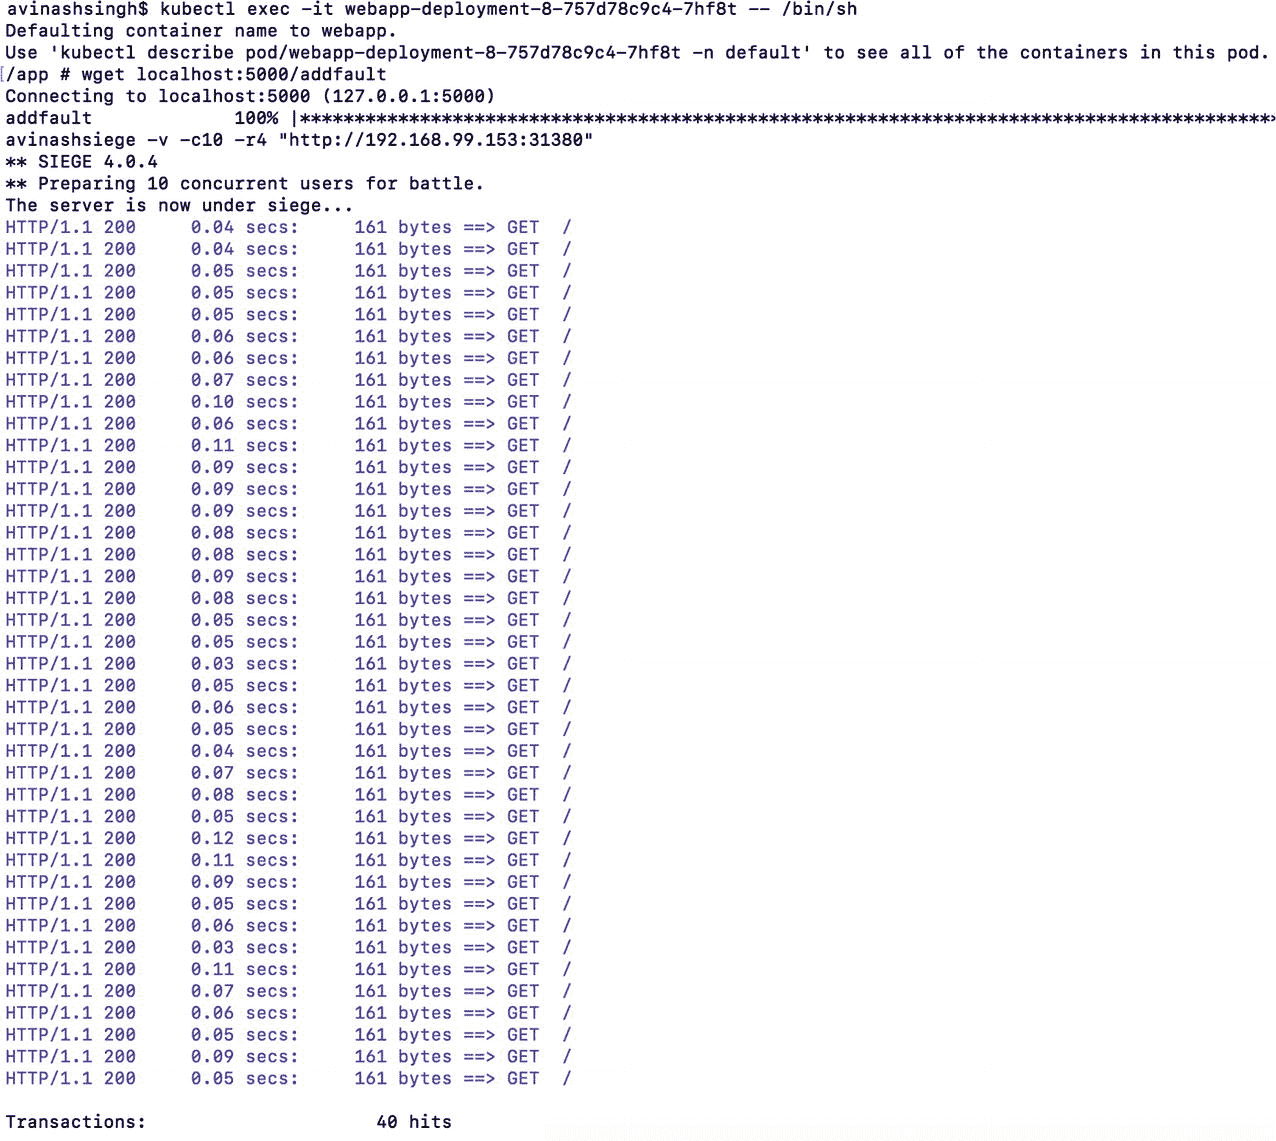 avinashsingh$ kubectl exec -it webapp-deployment-8-757d78c9c4-7hf8t -- /bin/sh
Defaulting container name to webapp.
Use 'kubectl describe pod/webapp-deployment-8-757d78c9c4-7hf8t -n default' to see all of the containers in this pod.
[/app # wget localhost:5000/addfault
Connecting to localhost:5000 (127.0.0.1:5000)
addfault             100% |*****************************************************************************************
avinashsiege -v -c10 -r4 "http://192.168.99.153:31380"
** SIEGE 4.0.4
** Preparing 10 concurrent users for battle.
The server is now under siege...
HTTP/1.1 200     0.04 secs:     161 bytes ==> GET  /
HTTP/1.1 200     0.04 secs:     161 bytes ==> GET  /
HTTP/1.1 200     0.05 secs:     161 bytes ==> GET  /
HTTP/1.1 200     0.05 secs:     161 bytes ==> GET  /
HTTP/1.1 200     0.05 secs:     161 bytes ==> GET  /
HTTP/1.1 200     0.06 secs:     161 bytes ==> GET  /
HTTP/1.1 200     0.06 secs:     161 bytes ==> GET  /
HTTP/1.1 200     0.07 secs:     161 bytes ==> GET  /
HTTP/1.1 200     0.10 secs:     161 bytes ==> GET  /
HTTP/1.1 200     0.06 secs:     161 bytes ==> GET  /
HTTP/1.1 200     0.11 secs:     161 bytes ==> GET  /
HTTP/1.1 200     0.09 secs:     161 bytes ==> GET  /
HTTP/1.1 200     0.09 secs:     161 bytes ==> GET  /
HTTP/1.1 200     0.09 secs:     161 bytes ==> GET  /
HTTP/1.1 200     0.08 secs:     161 bytes ==> GET  /
HTTP/1.1 200     0.08 secs:     161 bytes ==> GET  /
HTTP/1.1 200     0.09 secs:     161 bytes ==> GET  /
HTTP/1.1 200     0.08 secs:     161 bytes ==> GET  /
HTTP/1.1 200     0.05 secs:     161 bytes ==> GET  /
HTTP/1.1 200     0.05 secs:     161 bytes ==> GET  /
HTTP/1.1 200     0.03 secs:     161 bytes ==> GET  /
HTTP/1.1 200     0.05 secs:     161 bytes ==> GET  /
HTTP/1.1 200     0.06 secs:     161 bytes ==> GET  /
HTTP/1.1 200     0.05 secs:     161 bytes ==> GET  /
HTTP/1.1 200     0.04 secs:     161 bytes ==> GET  /
HTTP/1.1 200     0.07 secs:     161 bytes ==> GET  /
HTTP/1.1 200     0.08 secs:     161 bytes ==> GET  /
HTTP/1.1 200     0.05 secs:     161 bytes ==> GET  /
HTTP/1.1 200     0.12 secs:     161 bytes ==> GET  /
HTTP/1.1 200     0.11 secs:     161 bytes ==> GET  /
HTTP/1.1 200     0.09 secs:     161 bytes ==> GET  /
HTTP/1.1 200     0.05 secs:     161 bytes ==> GET  /
HTTP/1.1 200     0.06 secs:     161 bytes ==> GET  /
HTTP/1.1 200     0.03 secs:     161 bytes ==> GET  /
HTTP/1.1 200     0.11 secs:     161 bytes ==> GET  /
HTTP/1.1 200     0.07 secs:     161 bytes ==> GET  /
HTTP/1.1 200     0.06 secs:     161 bytes ==> GET  /
HTTP/1.1 200     0.05 secs:     161 bytes ==> GET  /
HTTP/1.1 200     0.09 secs:     161 bytes ==> GET  /
HTTP/1.1 200     0.05 secs:     161 bytes ==> GET  /
Transactions:                     40 hits